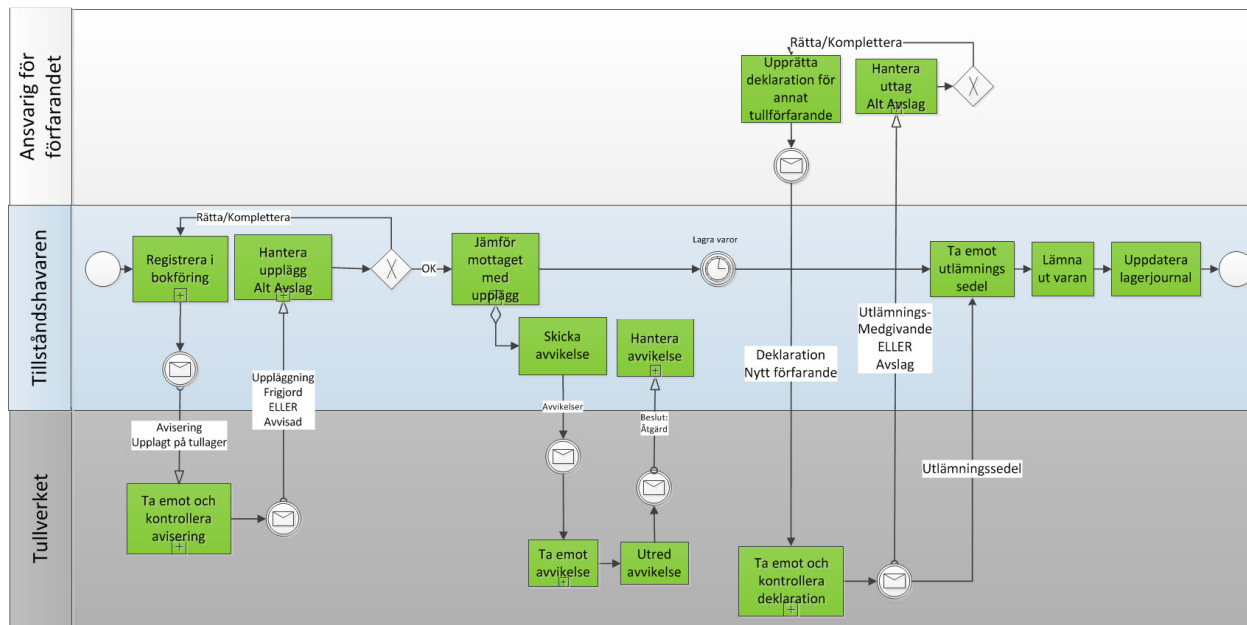 Ansvarig för
förfarandet
Rätta/Komplettera
Upprätta
deklaration för
annat
tullförfarande
Hantera
uttag
Alt Avslag
Tillståndshavaren
Rätta/Komplettera
Registrera i
bokföring
Hantera
upplägg
Alt Avslag
OK
Jämför
mottaget
med
upplägg
Lagra varor
Ta emot
utlämnings
sedel
Lämna
ut varan
Uppdatera
lagerjournal
Skicka
avvikelse
Hantera
avvikelse
Uppläggning
Frigjord
ELLER
Avvisad
Avvikelser
Beslut:
Åtgärd
Deklaration
Nytt förfarande
Utlämnings-
Medgivande
ELLER
Avslag
Avisering
Upplagt på tullager
Tullverket
Utlämningssedel
Ta emot och
kontrollera
avisering
Ta emot
avvikelse
Utred
avvikelse
Ta emot och
kontrollera
deklaration